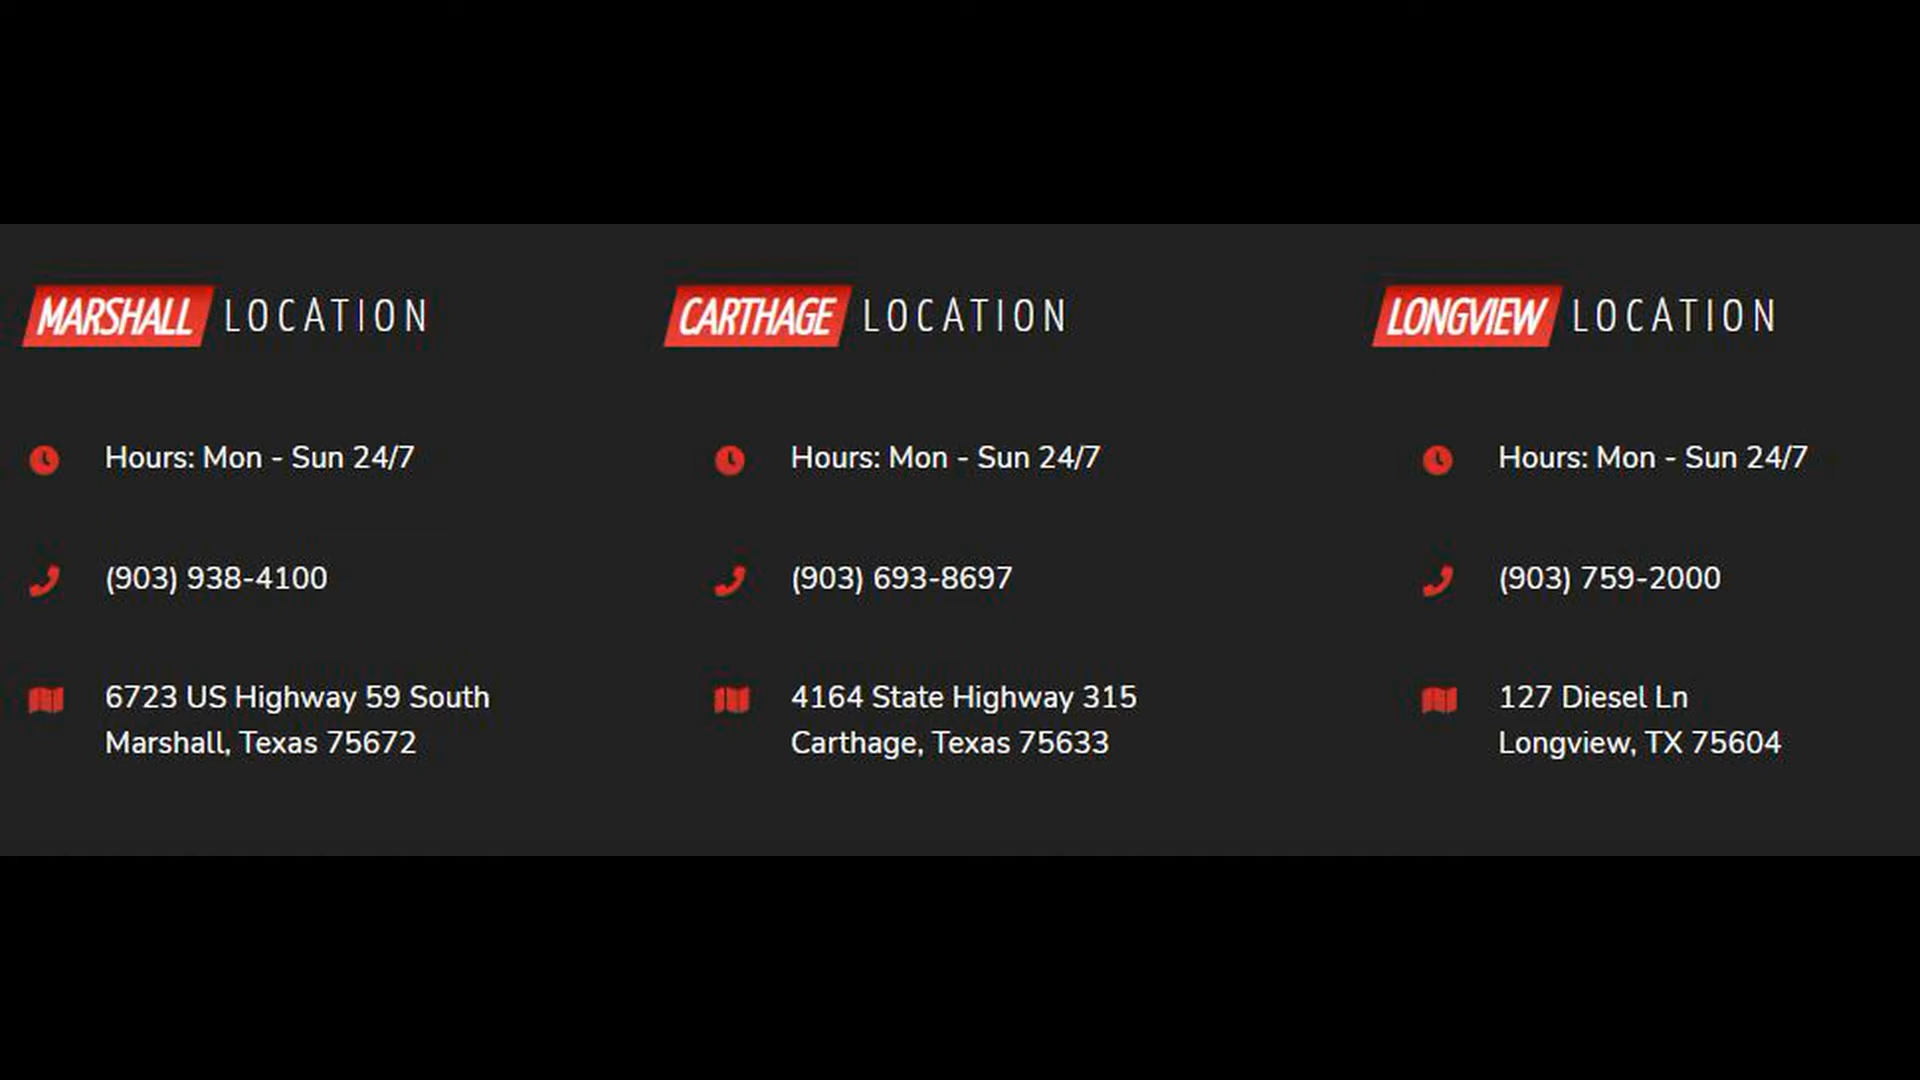 MARSHALL LOCATION
Hours: Mon - Sun 24/7
(903) 938-4100
6723 US Highway 59 South
Marshall, Texas 75672
CARTHAGE LOCATION
Hours: Mon - Sun 24/7
(903) 693-8697
4164 State Highway 315
Carthage, Texas 75633
LONGVIEW LOCATION
Hours: Mon - Sun 24/7
(903) 759-2000
127 Diesel Ln
Longview, TX 75604